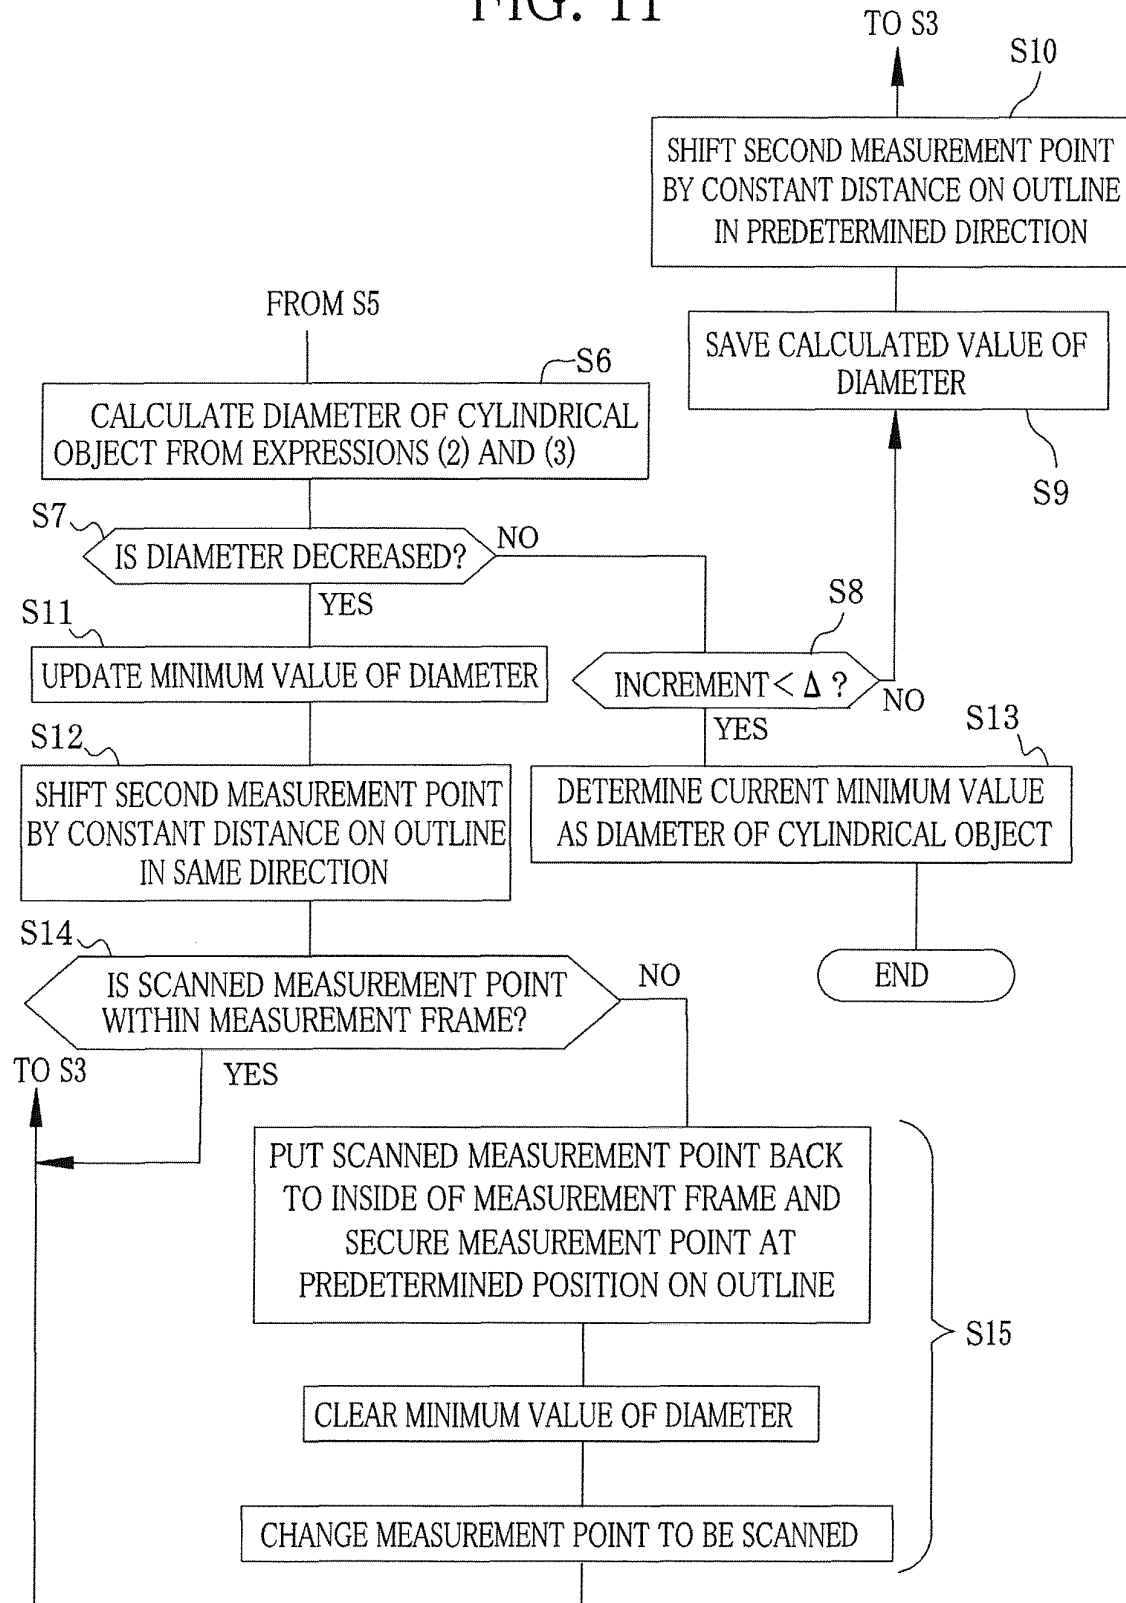 FIG. 11
TO S3
S10
SHIFT SECOND MEASUREMENT POINT
BY CONSTANT DISTANCE ON OUTLINE
IN PREDETERMINED DIRECTION
FROM S5
SAVE CALCULATED VALUE OF
DIAMETER
S9
S6
CALCULATE DIAMETER OF CYLINDRICAL
OBJECT FROM EXPRESSIONS (2) AND (3)
S7
IS DIAMETER DECREASED?
NO
YES
S8
INCREMENT < Δ ?
NO
YES
S11
UPDATE MINIMUM VALUE OF DIAMETER
S12
SHIFT SECOND MEASUREMENT POINT
BY CONSTANT DISTANCE ON OUTLINE
IN SAME DIRECTION
S13
DETERMINE CURRENT MINIMUM VALUE
AS DIAMETER OF CYLINDRICAL OBJECT
END
S14
IS SCANNED MEASUREMENT POINT
WITHIN MEASUREMENT FRAME?
NO
YES
TO S3
PUT SCANNED MEASUREMENT POINT BACK
TO INSIDE OF MEASUREMENT FRAME AND
SECURE MEASUREMENT POINT AT
PREDETERMINED POSITION ON OUTLINE
S15
CLEAR MINIMUM VALUE OF DIAMETER
CHANGE MEASUREMENT POINT TO BE SCANNED